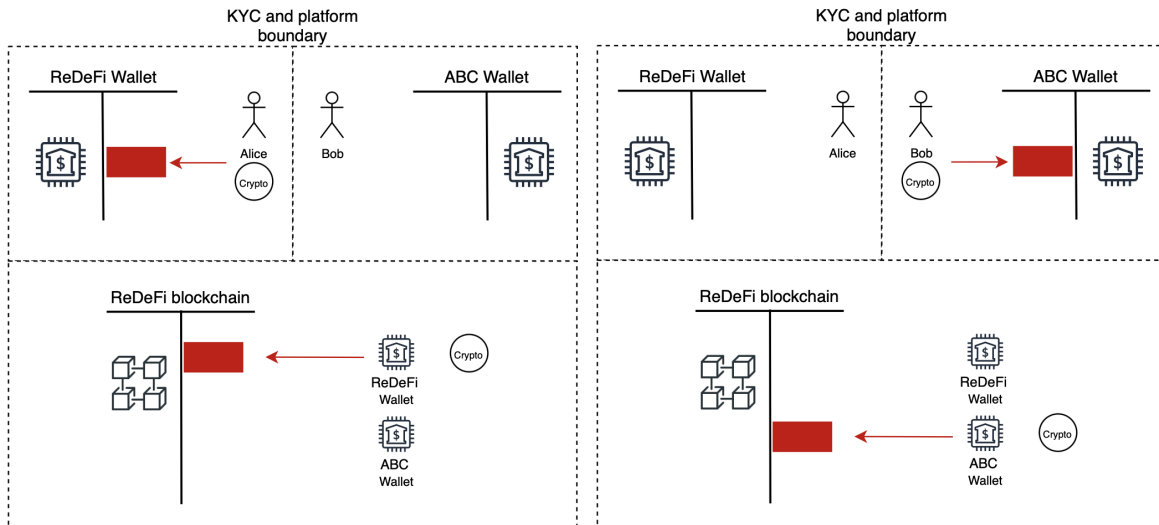 KYC and platform
boundary
ReDeFi Wallet
ABC Wallet
$
Alice
Crypto
Bob
$
ReDeFi blockchain
$
Crypto
ReDeFi
Wallet
$
ABC
Wallet
KYC and platform
boundary
ReDeFi Wallet
ABC Wallet
$
Alice
Bob
Crypto
$
ReDeFi blockchain
$
ReDeFi
Wallet
$
Crypto
ABC
Wallet